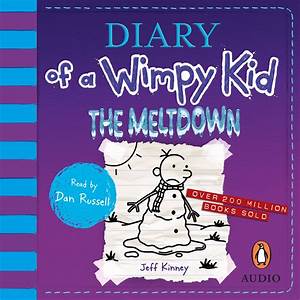 DIARY
of a Wimpy Kid
THE MELTDOWN
Read by
Dan Russell
OVER 200 MILLION
BOOKS SOLD
Jeff Kinney
AUDIO